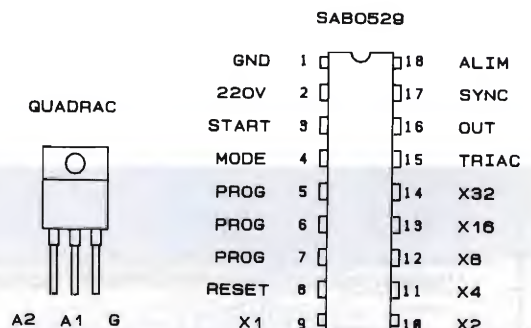 SAB0529
GND 1 18 ALIM
220V 2 17 SYNC
START 3 16 OUT
MODE 4 15 TRIAC
PROG 5 14 X32
PROG 6 13 X16
PROG 7 12 X8
RESET 8 11 X4
X1 9 10 X2
QUADRAC
A2 A1 G